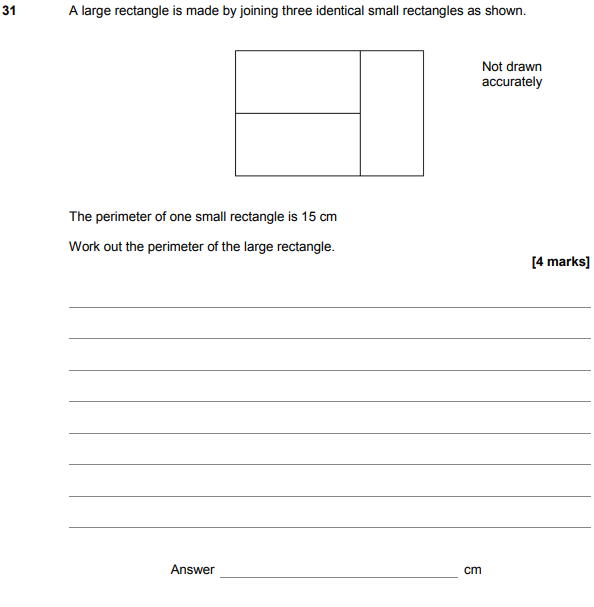 31 A large rectangle is made by joining three identical small rectangles as shown.
Not drawn
accurately
The perimeter of one small rectangle is 15 cm
Work out the perimeter of the large rectangle.
[4 marks]
Answer cm